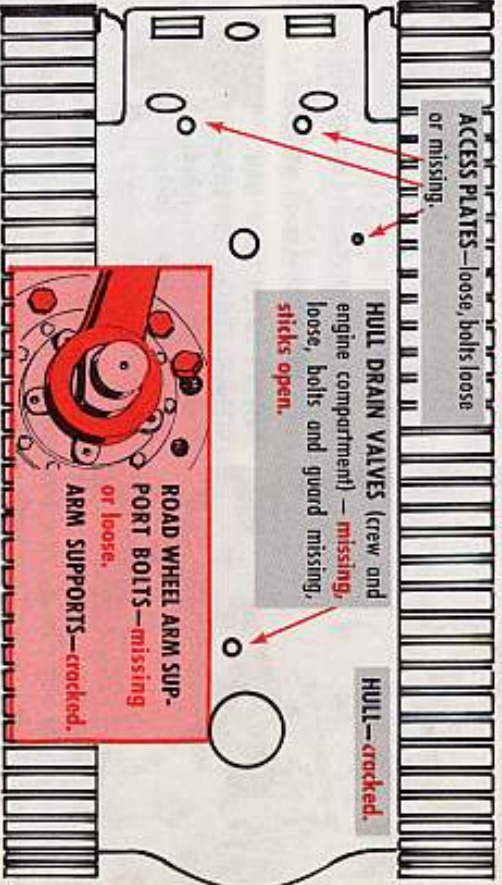 ACCESS PLATES—loose, bolts loose
or missing.
HULL DRAIN VALVES (crew and
engine compartment) — missing,
loose, bolts and guard missing,
sticks open.
HULL—cracked.
ROAD WHEEL ARM SUP-
PORT BOLTS—missing
or loose.
ARM SUPPORTS—cracked.